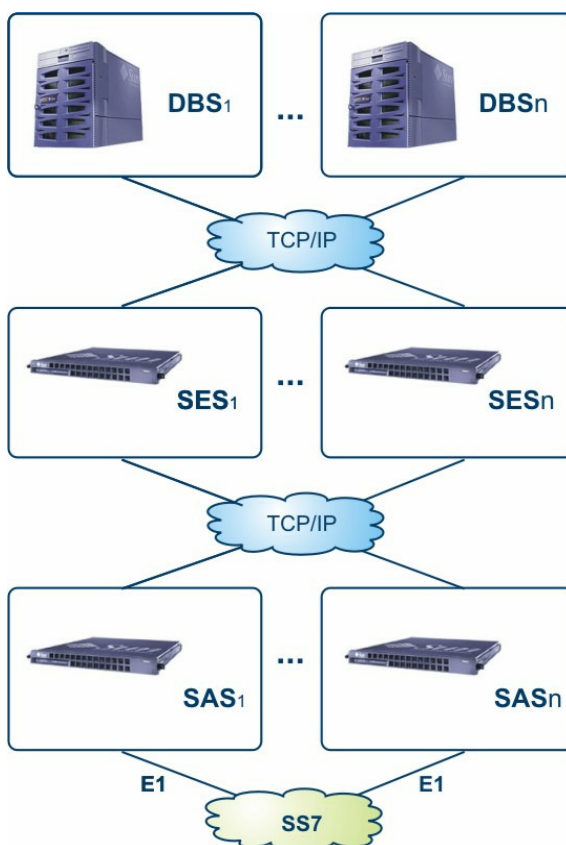 DBS1 ... DBSn
TCP/IP
SES1 ... SESn
TCP/IP
SAS1 ... SASn
E1 E1
SS7